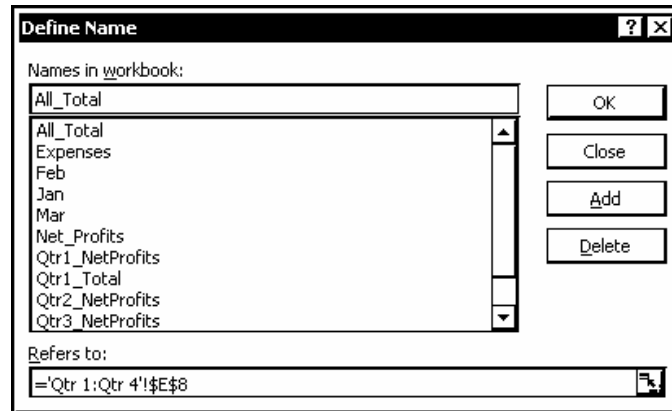 Define Name
Names in workbook:
All_Total
All_Total
Expenses
Feb
Jan
Mar
Net_Profits
Qtr1_NetProfits
Qtr1_Total
Qtr2_NetProfits
Qtr3_NetProfits
OK
Close
Add
Delete
Refers to:
='Qtr 1:Qtr 4'!$E$8